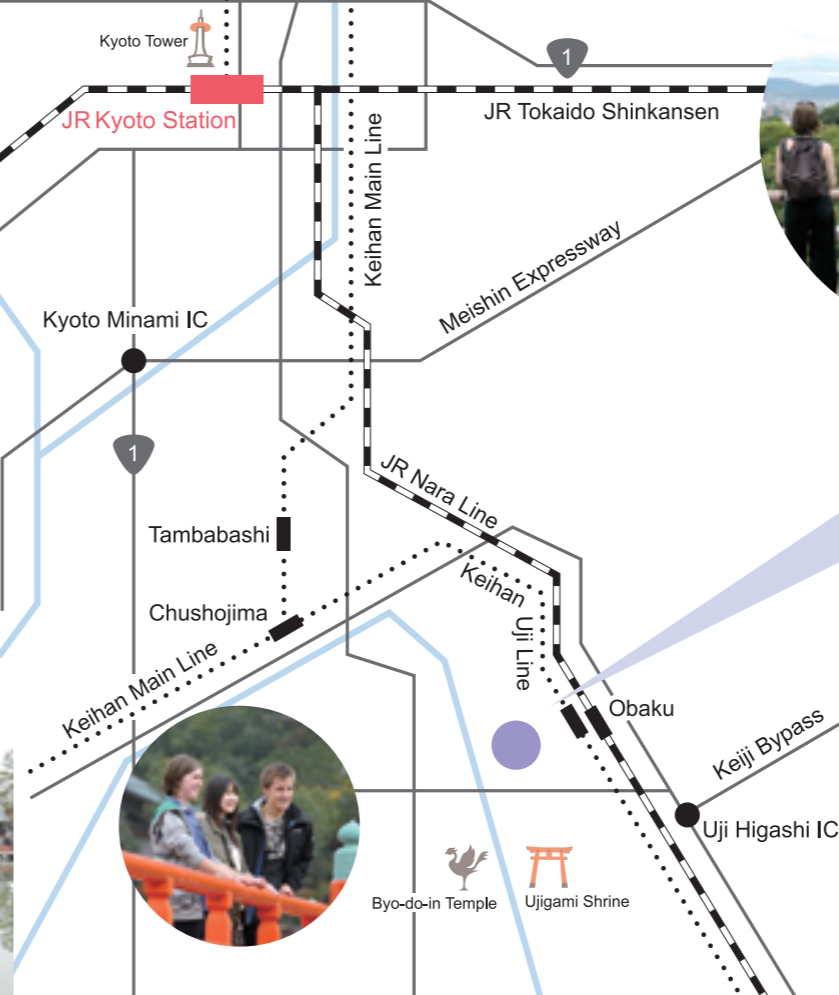 Kyoto Tower
1
JR Kyoto Station
JR Tokaido Shinkansen
Keihan Main Line
Meishin Expressway
Kyoto Minami IC
1
JR Nara Line
Tambabashi
Keihan
Uji Line
Chushojima
Keihan Main Line
Obaku
Keiji Bypass
Uji Higashi IC
Byo-do-in Temple
Ujigami Shrine